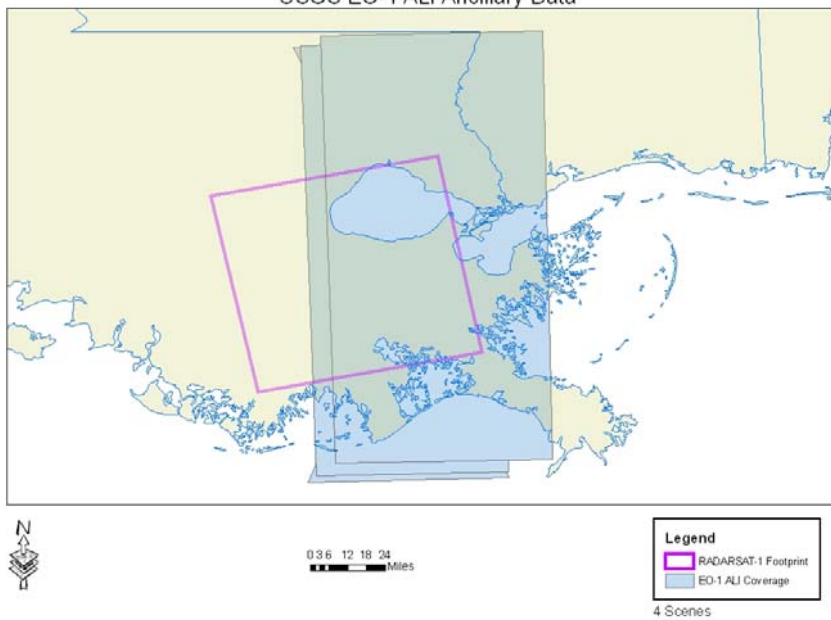 USGS EO-1 ALI Ancillary Data
N
0 3 6 12 18 24
Miles
Legend
RADARSAT-1 Footprint
EO-1 ALI Coverage
4 Scenes